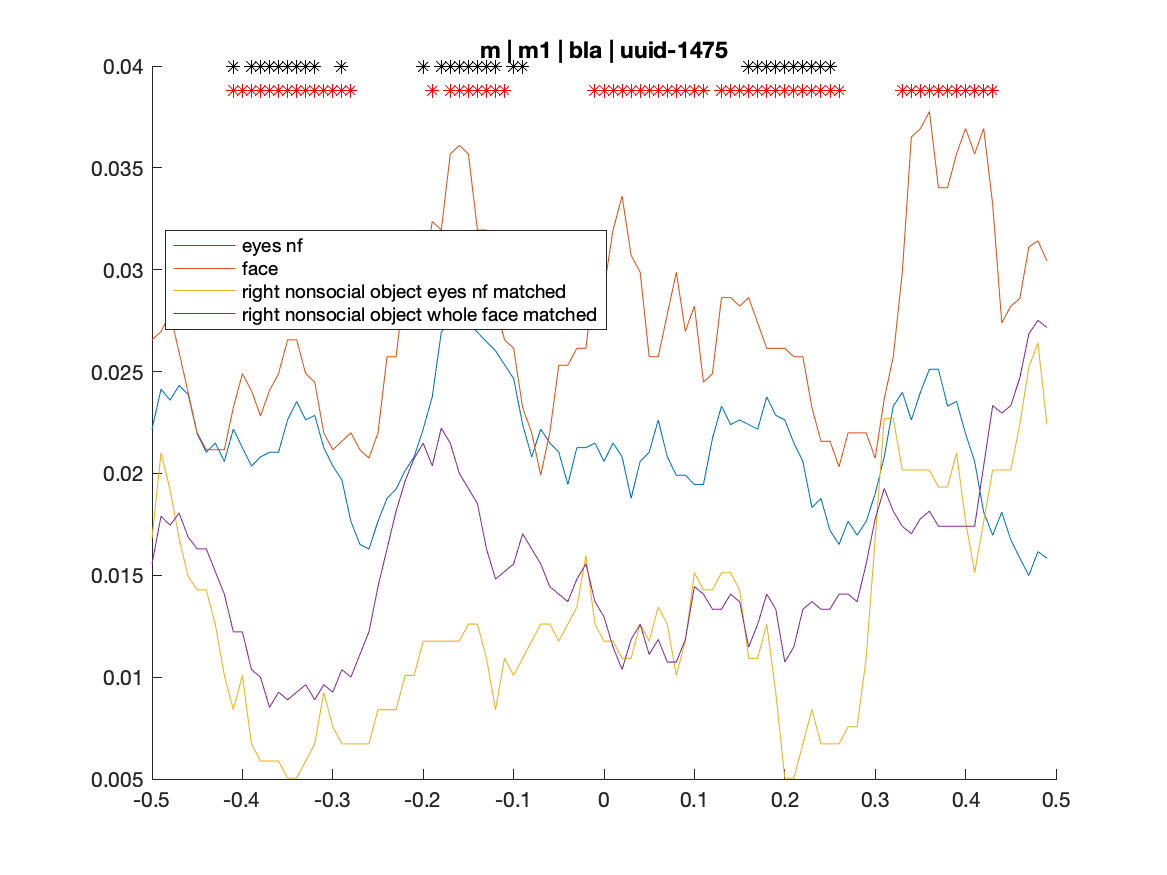 m | m1 | bla | uuid-1475
0.04
0.035
0.03
0.025
0.02
0.015
0.01
0.005
eyes nf
face
right nonsocial object eyes nf matched
right nonsocial object whole face matched
-0.5 -0.4 -0.3 -0.2 -0.1 0 0.1 0.2 0.3 0.4 0.5